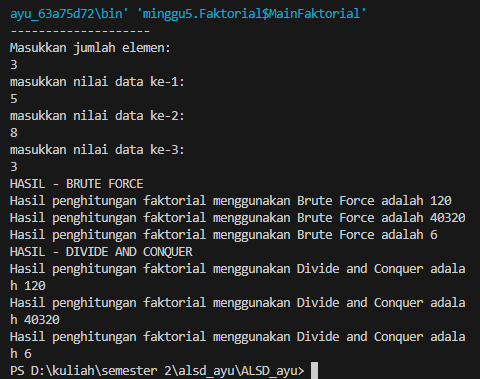 ayu_63a75d72\bin' 'minggu5.Faktorial$MainFaktorial'
--------------------
Masukkan jumlah elemen:
3
masukkan nilai data ke-1:
5
masukkan nilai data ke-2:
8
masukkan nilai data ke-3:
3
HASIL - BRUTE FORCE
Hasil penghitungan faktorial menggunakan Brute Force adalah 120
Hasil penghitungan faktorial menggunakan Brute Force adalah 40320
Hasil penghitungan faktorial menggunakan Brute Force adalah 6
HASIL - DIVIDE AND CONQUER
Hasil penghitungan faktorial menggunakan Divide and Conquer adala
h 120
Hasil penghitungan faktorial menggunakan Divide and Conquer adala
h 40320
Hasil penghitungan faktorial menggunakan Divide and Conquer adala
h 6
PS D:\kuliah\semester 2\alsd_ayu\ALSD_ayu>